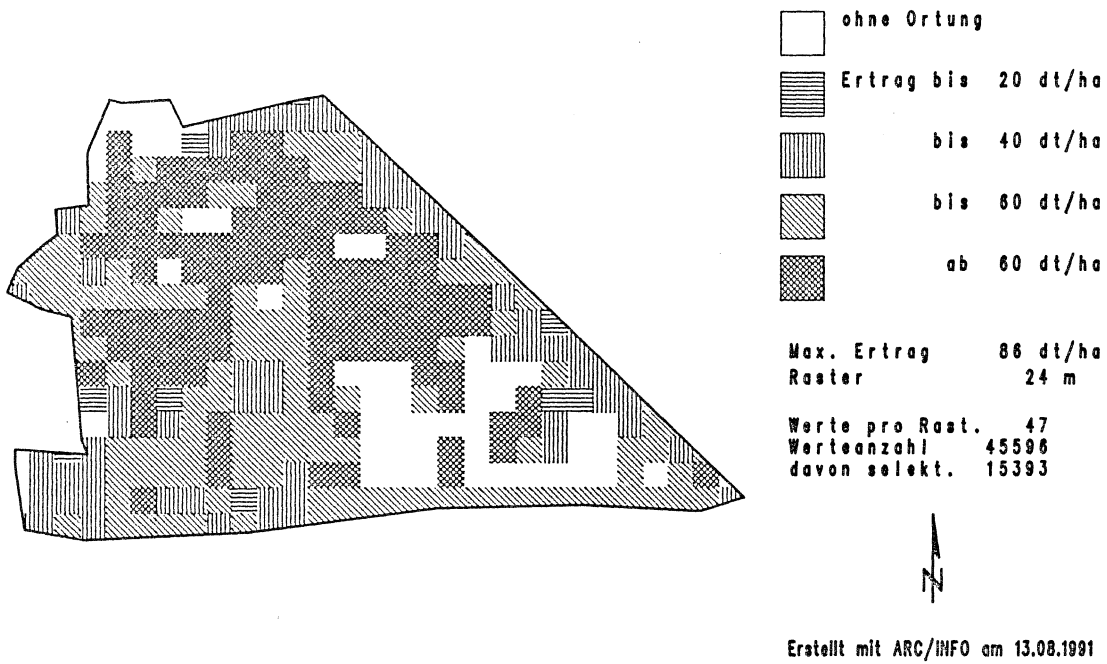 ohne Ortung
Ertrag bis 20 dt/ha
bis 40 dt/ha
bis 60 dt/ha
ab 60 dt/ha
Max. Ertrag 86 dt/ha
Raster 24 m
Werte pro Rast. 47
Werteanzahl 45596
davon selekt. 15393
N
Erstellt mit ARC/INFO am 13.08.1991